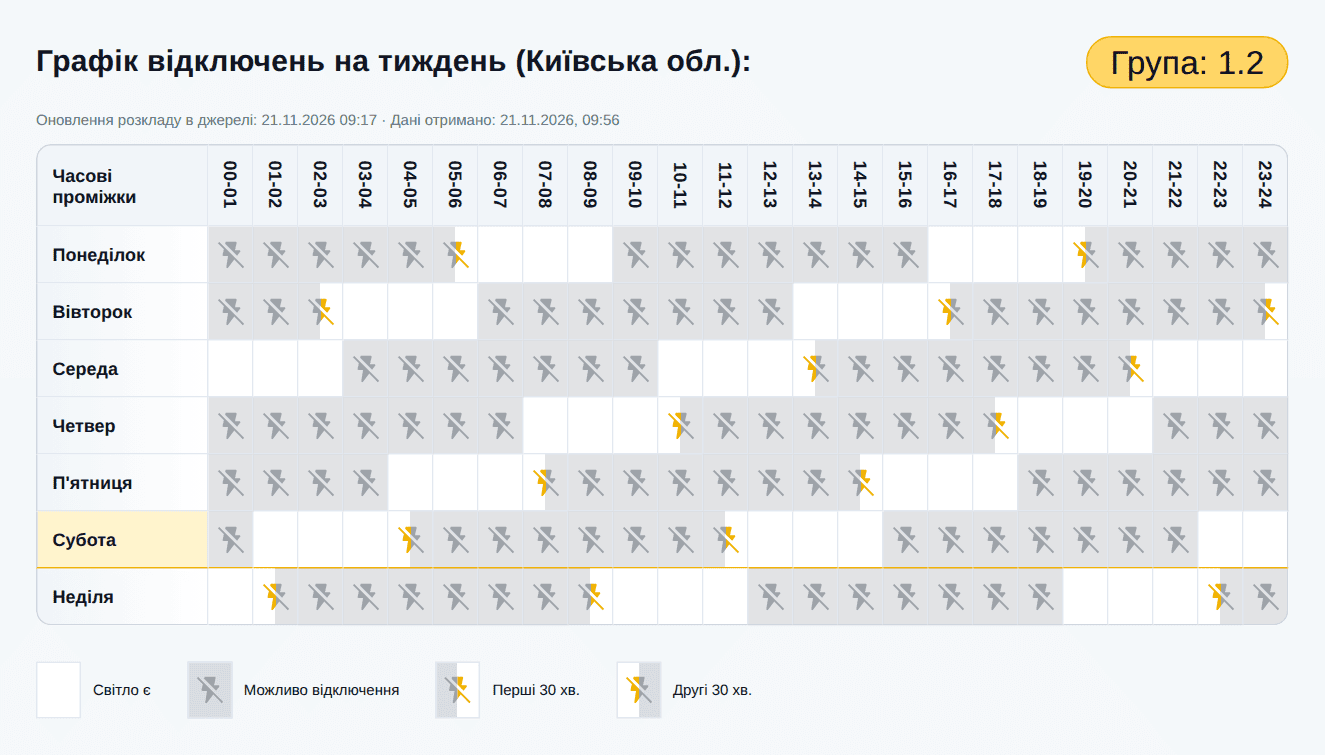 Графік відключень на тиждень (Київська обл.):
Група: 1.2
Оновлення розкладу в джерелі: 21.11.2026 09:17 · Дані отримано: 21.11.2026, 09:56
Часові
проміжки
00-01 01-02 02-03 03-04 04-05 05-06 06-07 07-08 08-09 09-10 10-11 11-12 12-13 13-14 14-15 15-16 16-17 17-18 18-19 19-20 20-21 21-22 22-23 23-24
Понеділок
Вівторок
Середа
Четвер
П'ятниця
Субота
Неділя
Світло є
Можливо відключення
Перші 30 хв.
Другі 30 хв.